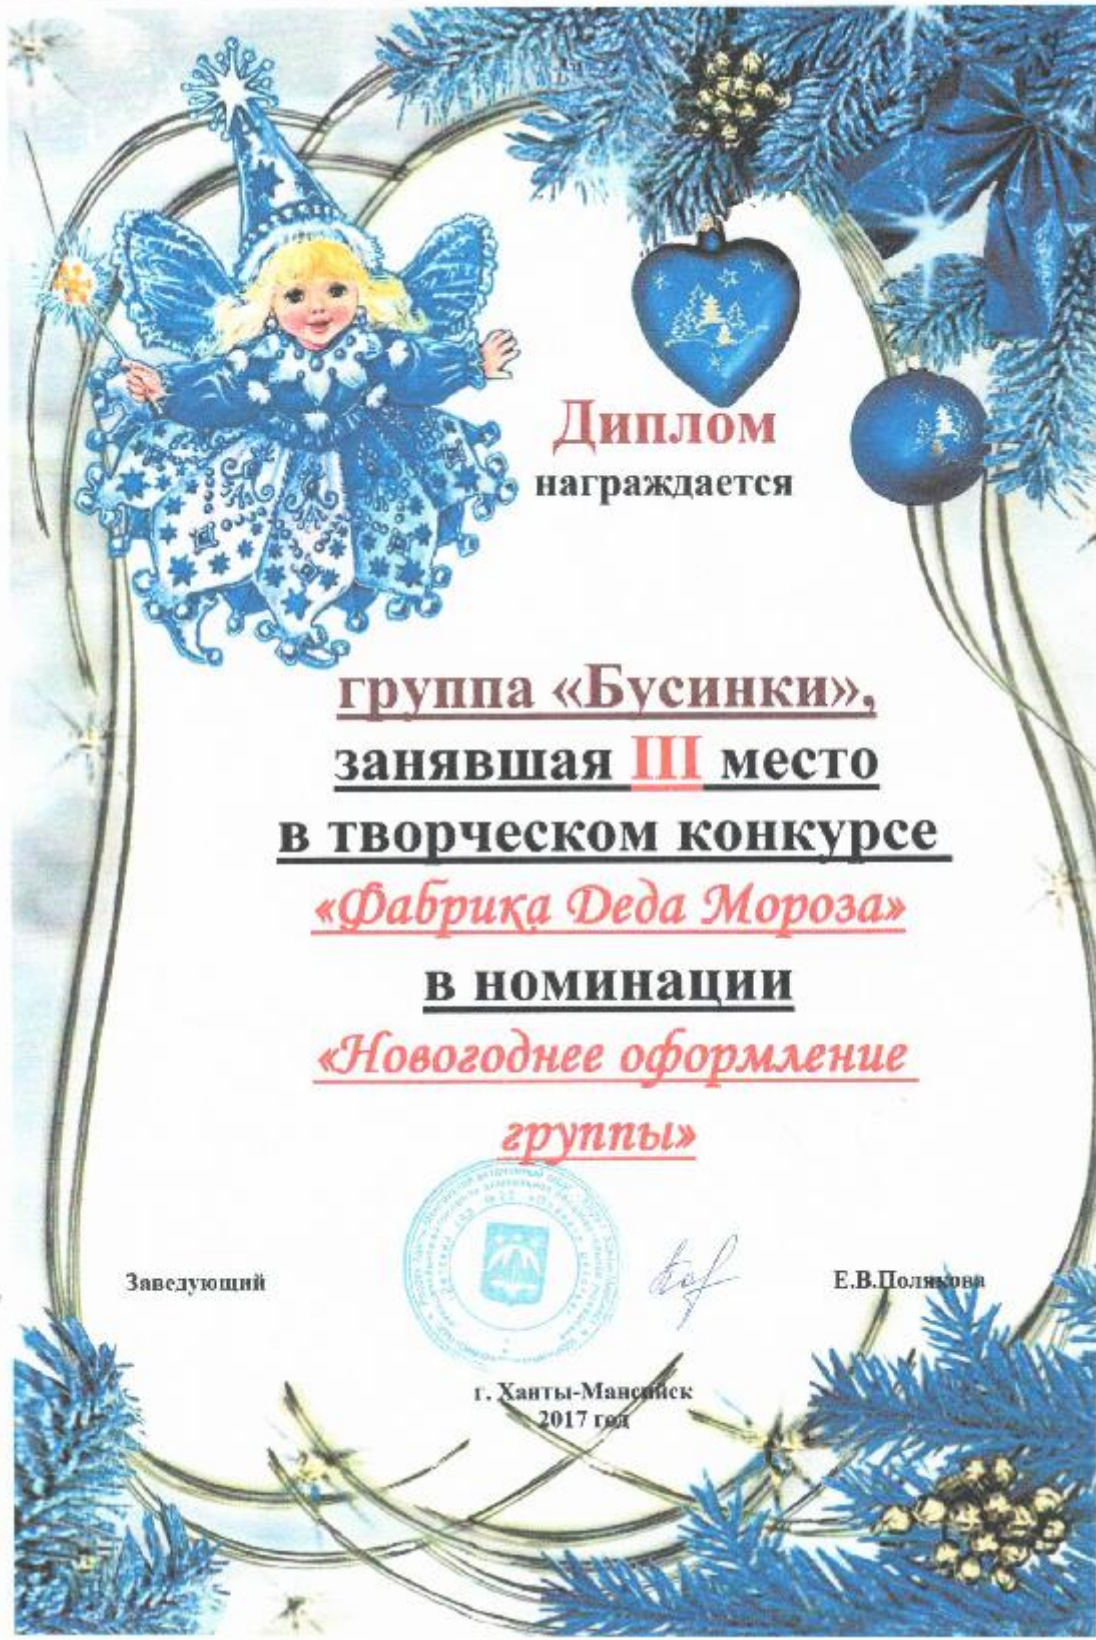 Диплом
награждается
группа «Бусинки»,
занявшая III место
в творческом конкурсе
«Фабрика Деда Мороза»
в номинации
«Новогоднее оформление
группы»
Заведующий
Е.В.Полякова
г. Ханты-Мансийск
2017 год